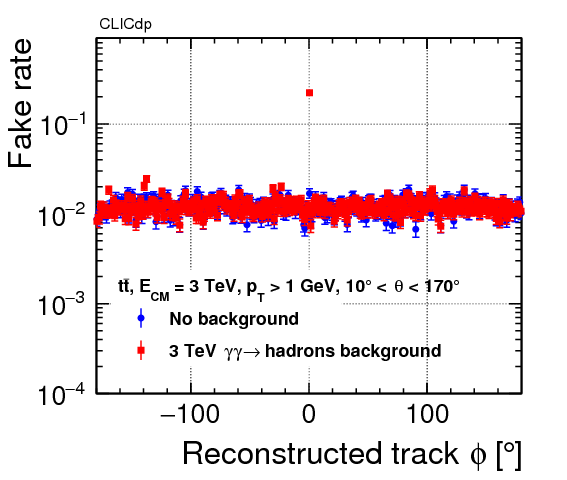 CLICdp
Fake rate
10⁻¹
10⁻²
10⁻³
10⁻⁴
tt̄, E_CM = 3 TeV, p_T > 1 GeV, 10° < θ < 170°
No background
3 TeV γγ→ hadrons background
−100 0 100
Reconstructed track ϕ [°]